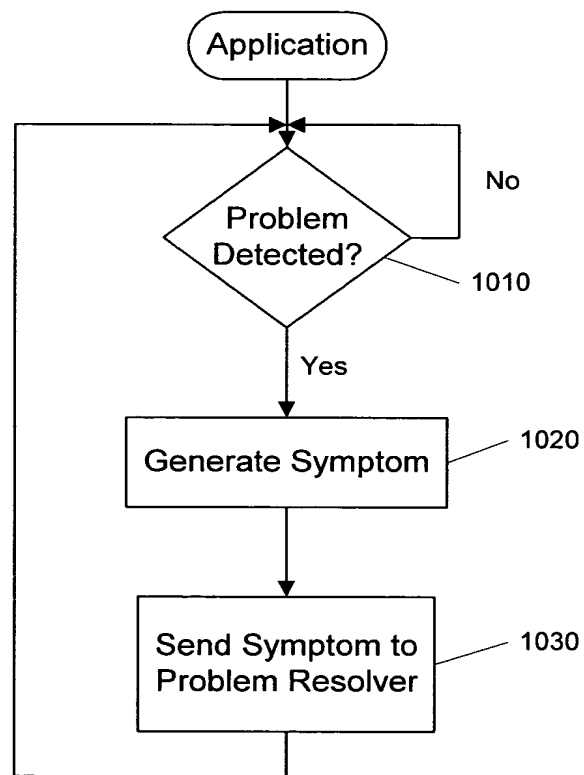 Application
No
Problem
Detected?
1010
Yes
Generate Symptom
1020
Send Symptom to
Problem Resolver
1030